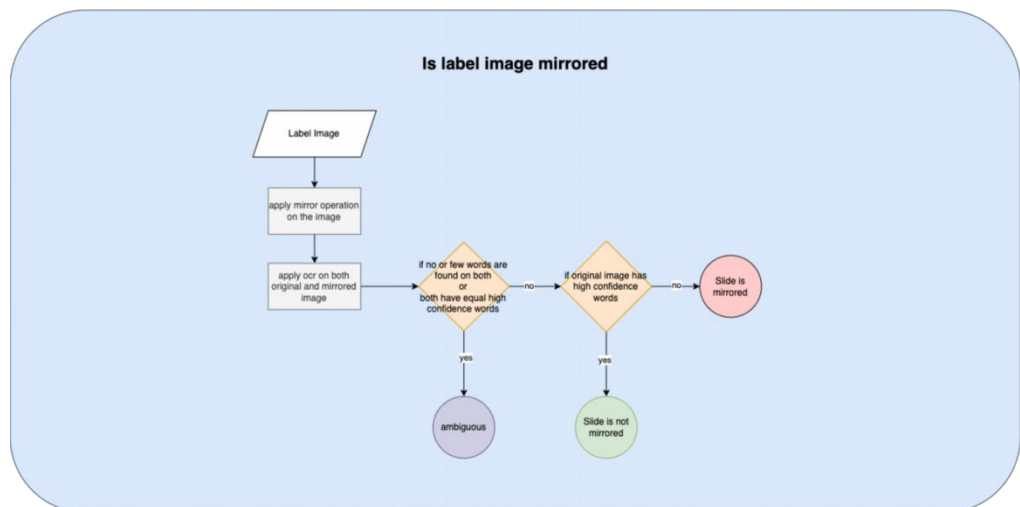 Is label image mirrored
Label Image
apply mirror operation
on the image
apply ocr on both
original and mirrored
image
if no or few words are
found on both
or
both have equal high
confidence words
no
if original image has
high confidence
words
no
Slide is
mirrored
yes
yes
ambiguous
Slide is not
mirrored